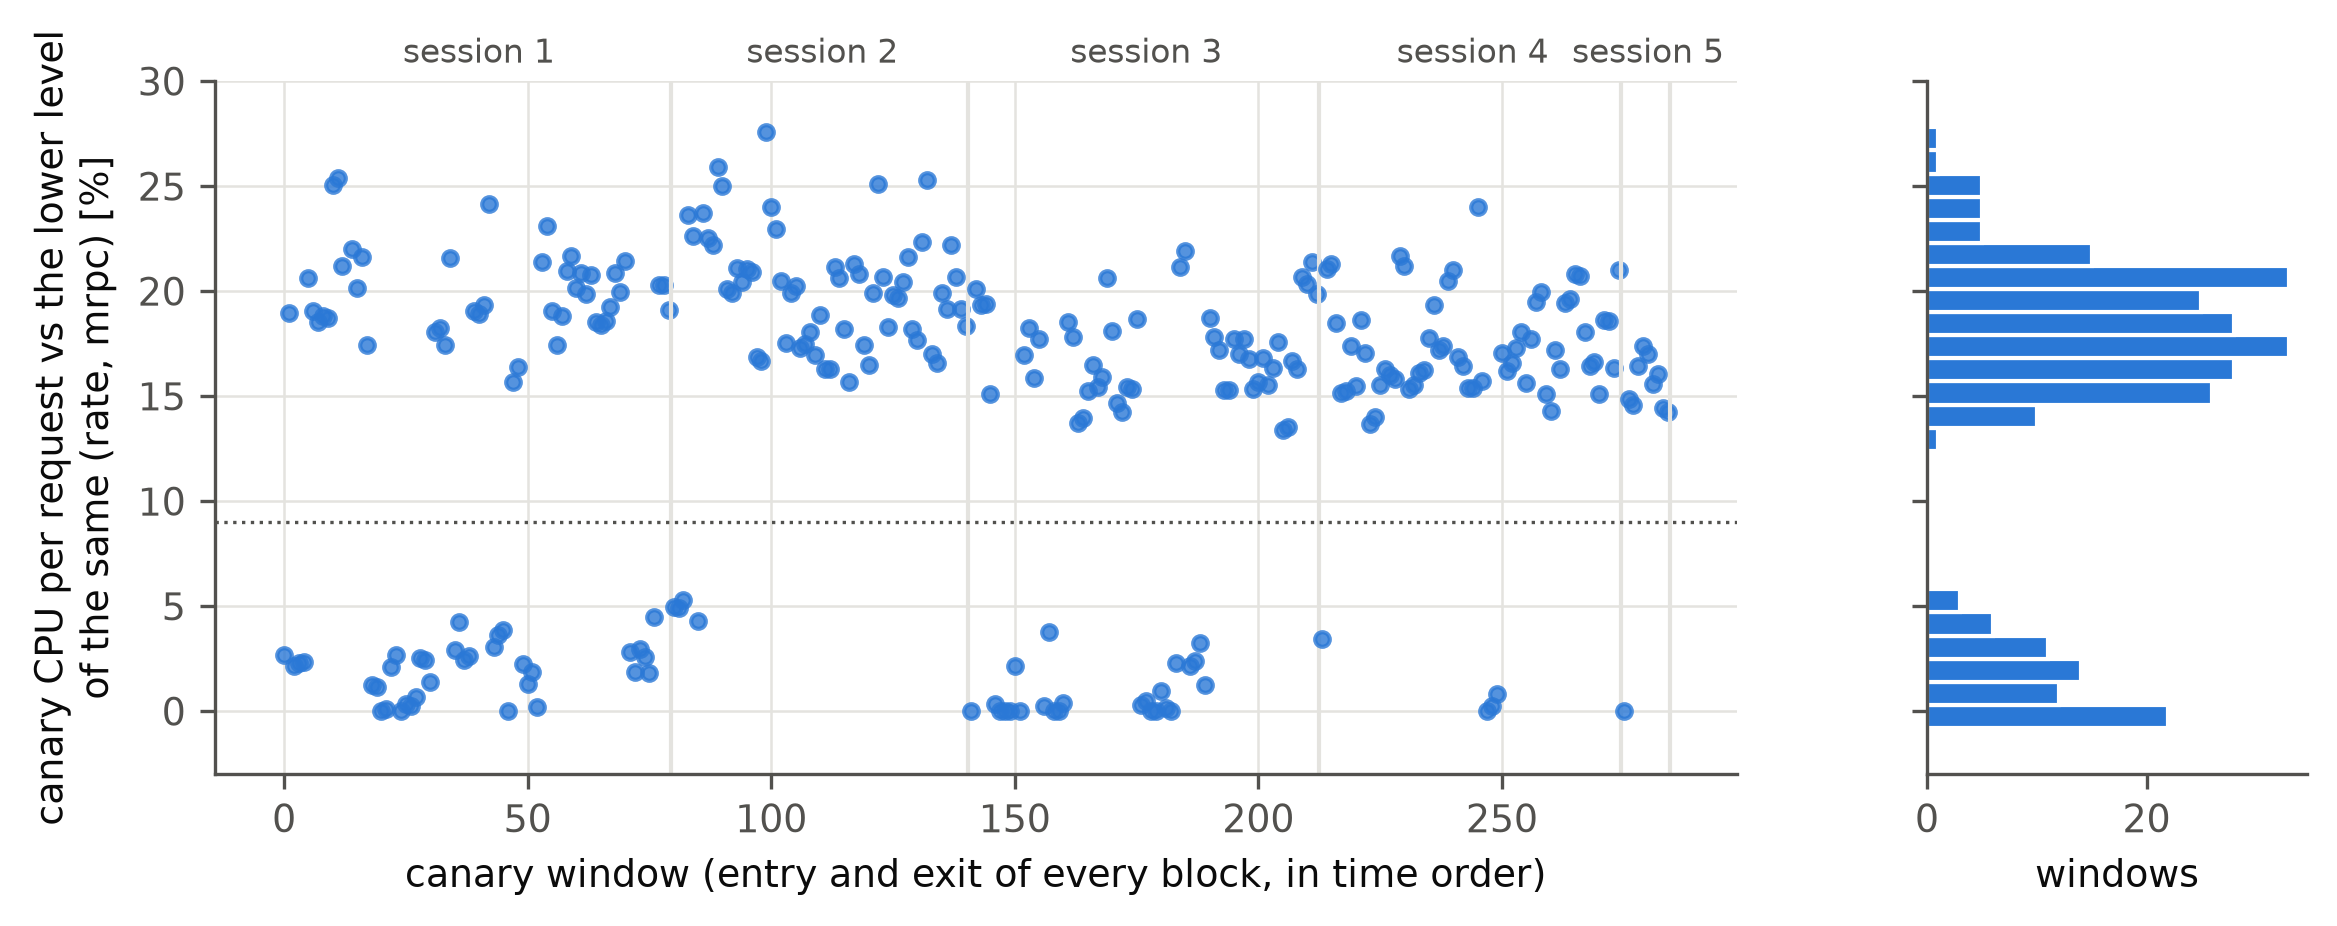 session 1
session 2
session 3
session 4
session 5
canary CPU per request vs the lower level
of the same (rate, mrpc) [%]
30
25
20
15
10
5
0
0
50
100
150
200
250
canary window (entry and exit of every block, in time order)
0
20
windows